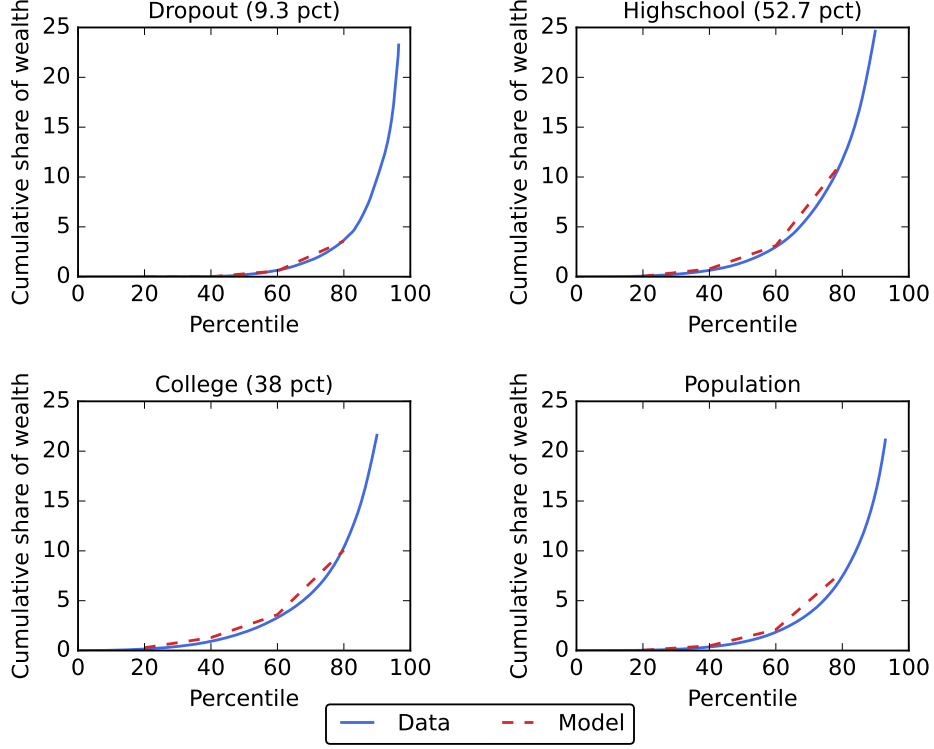 Dropout (9.3 pct)
Cumulative share of wealth
25
20
15
10
5
0
0 20 40 60 80 100
Percentile
Highschool (52.7 pct)
Cumulative share of wealth
25
20
15
10
5
0
0 20 40 60 80 100
Percentile
College (38 pct)
Cumulative share of wealth
25
20
15
10
5
0
0 20 40 60 80 100
Percentile
Population
Cumulative share of wealth
25
20
15
10
5
0
0 20 40 60 80 100
Percentile
Data Model